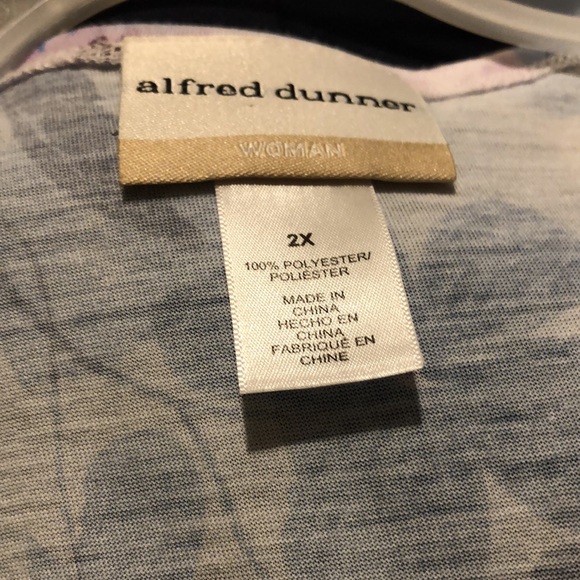 alfred dunner
WOMAN
2X
100% POLYESTER/
POLIÉSTER
MADE IN
CHINA
HECHO EN
CHINA
FABRIQUÉ EN
CHINE